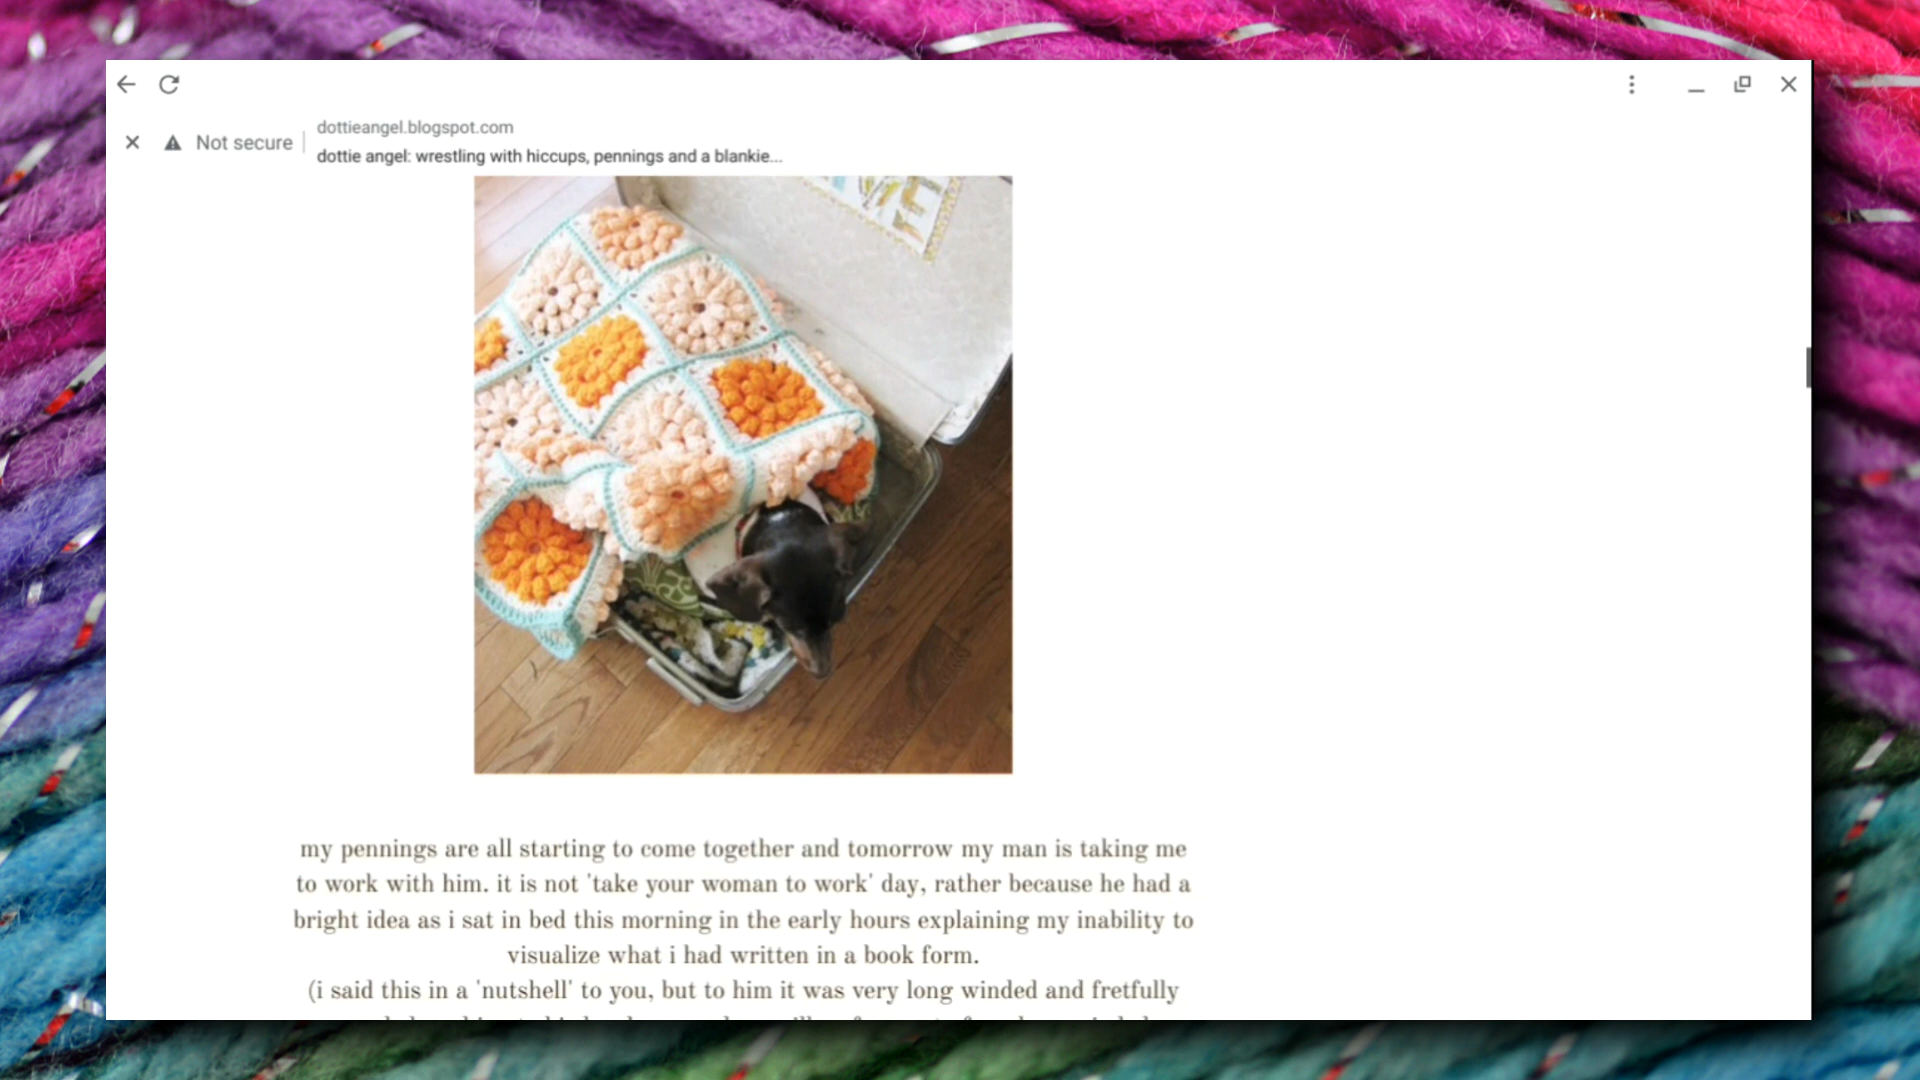 Not secure
dottieangel.blogspot.com
dottie angel: wrestling with hiccups, pennings and a blankie...
my pennings are all starting to come together and tomorrow my man is taking me
to work with him. it is not 'take your woman to work' day, rather because he had a
bright idea as i sat in bed this morning in the early hours explaining my inability to
visualize what i had written in a book form.
(i said this in a 'nutshell' to you, but to him it was very long winded and fretfully